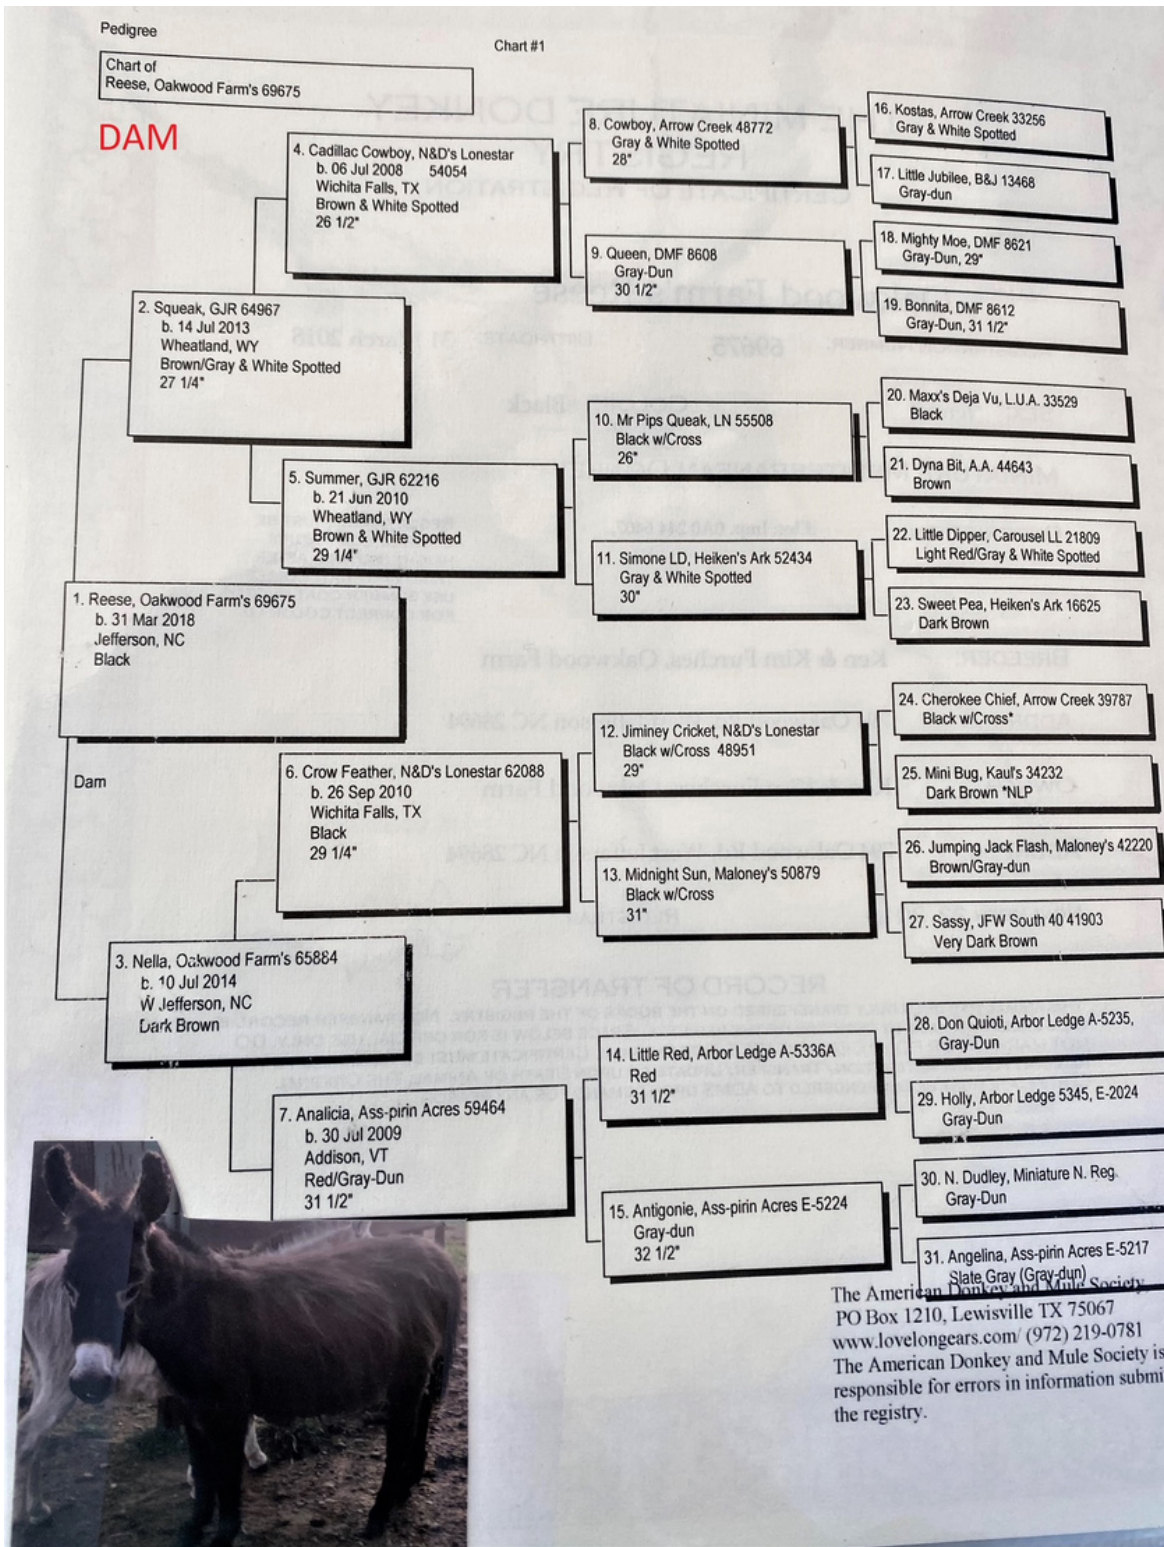 Pedigree
Chart #1
Chart of
Reese, Oakwood Farm's 69675
DAM
16. Kostas, Arrow Creek 33256
Gray & White Spotted
8. Cowboy, Arrow Creek 48772
Gray & White Spotted
28"
17. Little Jubilee, B&J 13468
Gray-dun
4. Cadillac Cowboy, N&D's Lonestar
b. 06 Jul 2008 54054
Wichita Falls, TX
Brown & White Spotted
26 1/2"
18. Mighty Moe, DMF 8621
Gray-Dun, 29"
9. Queen, DMF 8608
Gray-Dun
30 1/2"
19. Bonnita, DMF 8612
Gray-Dun, 31 1/2"
2. Squeak, GJR 64967
b. 14 Jul 2013
Wheatland, WY
Brown/Gray & White Spotted
27 1/4"
20. Maxx's Deja Vu, L.U.A. 33529
Black
10. Mr Pips Queak, LN 55508
Black w/Cross
26"
21. Dyna Bit, A.A. 44643
Brown
5. Summer, GJR 62216
b. 21 Jun 2010
Wheatland, WY
Brown & White Spotted
29 1/4"
22. Little Dipper, Carousel LL 21809
Light Red/Gray & White Spotted
11. Simone LD, Heiken's Ark 52434
Gray & White Spotted
30"
23. Sweet Pea, Heiken's Ark 16625
Dark Brown
1. Reese, Oakwood Farm's 69675
b. 31 Mar 2018
Jefferson, NC
Black
24. Cherokee Chief, Arrow Creek 39787
Black w/Cross*
12. Jiminey Cricket, N&D's Lonestar
Black w/Cross 48951
29"
25. Mini Bug, Kaul's 34232
Dark Brown *NLP
Dam
6. Crow Feather, N&D's Lonestar 62088
b. 26 Sep 2010
Wichita Falls, TX
Black
29 1/4"
26. Jumping Jack Flash, Maloney's 42220
Brown/Gray-dun
13. Midnight Sun, Maloney's 50879
Black w/Cross
31"
27. Sassy, JFW South 40 41903
Very Dark Brown
3. Nella, Oakwood Farm's 65884
b. 10 Jul 2014
W Jefferson, NC
Dark Brown
28. Don Quioti, Arbor Ledge A-5235,
Gray-Dun
14. Little Red, Arbor Ledge A-5336A
Red
31 1/2"
29. Holly, Arbor Ledge 5345, E-2024
Gray-Dun
7. Analicia, Ass-pirin Acres 59464
b. 30 Jul 2009
Addison, VT
Red/Gray-Dun
31 1/2"
30. N. Dudley, Miniature N. Reg.
Gray-Dun
15. Antigonie, Ass-pirin Acres E-5224
Gray-dun
32 1/2"
31. Angelina, Ass-pirin Acres E-5217
Slate Gray (Gray-dun)
The American Donkey and Mule Society,
PO Box 1210, Lewisville TX 75067
www.lovelongears.com/ (972) 219-0781
The American Donkey and Mule Society is
responsible for errors in information submi
the registry.